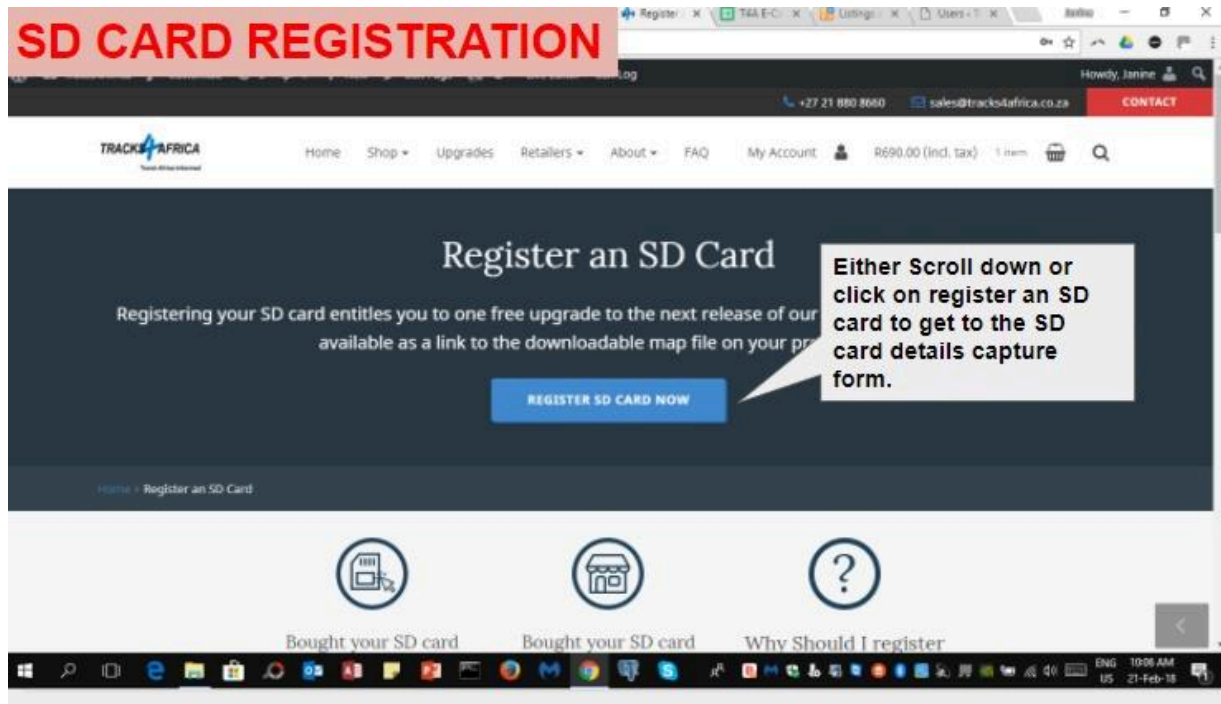 SD CARD REGISTRATION
Register
T4A E-C
Listings
Users
Log
Howdy, Janine
+27 21 880 8660
sales@tracks4africa.co.za
CONTACT
TRACKS4AFRICA
Home
Shop
Upgrades
Retailers
About
FAQ
My Account
R690.00 (incl. tax)
1 item
Register an SD Card
Either Scroll down or
click on register an SD
card to get to the SD
card details capture
form.
Registering your SD card entitles you to one free upgrade to the next release of our
available as a link to the downloadable map file on your
REGISTER SD CARD NOW
Home » Register an SD Card
Bought your SD card
Bought your SD card
Why Should I register
ENG
US
10:06 AM
21-Feb-18